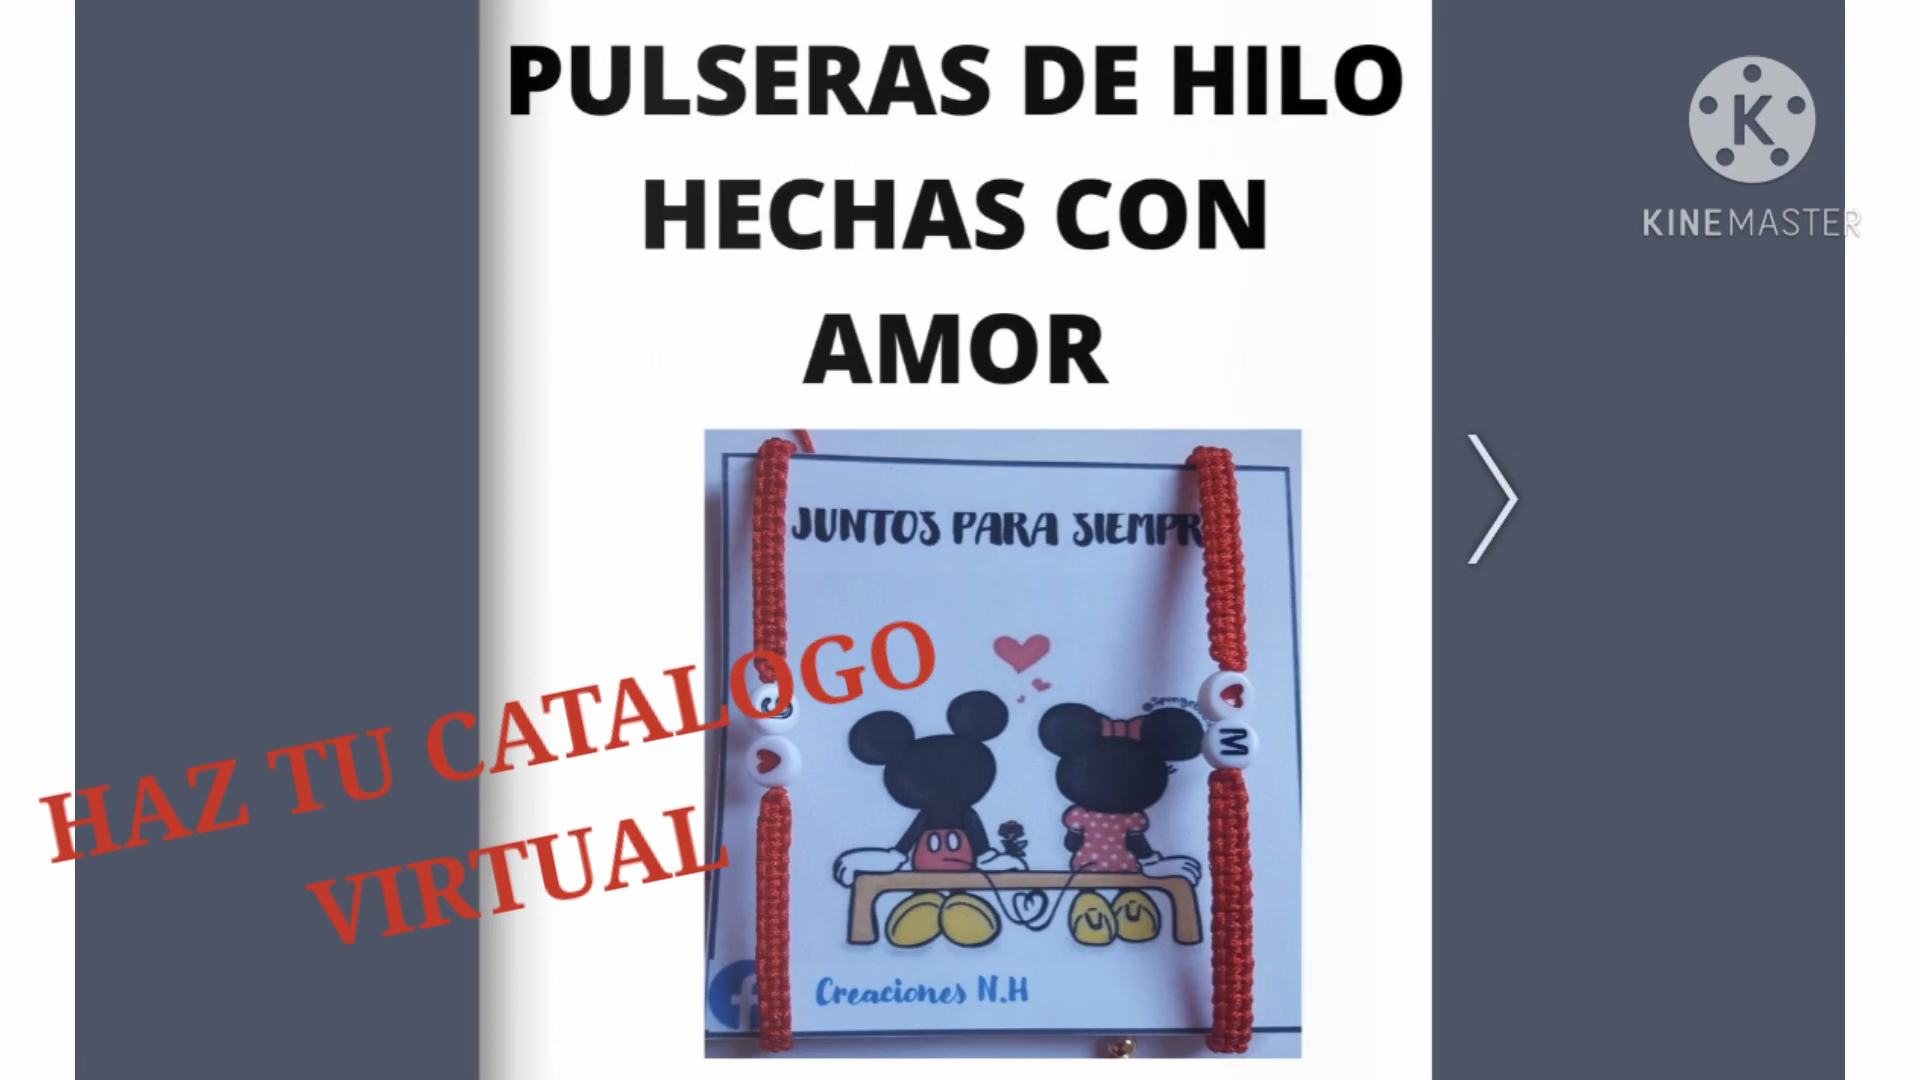 PULSERAS DE HILO
HECHAS CON
AMOR
K
KINEMASTER
JUNTOS PARA SIEMPR
HAZ TU CATALOGO
VIRTUAL
M
f
Creaciones N.H